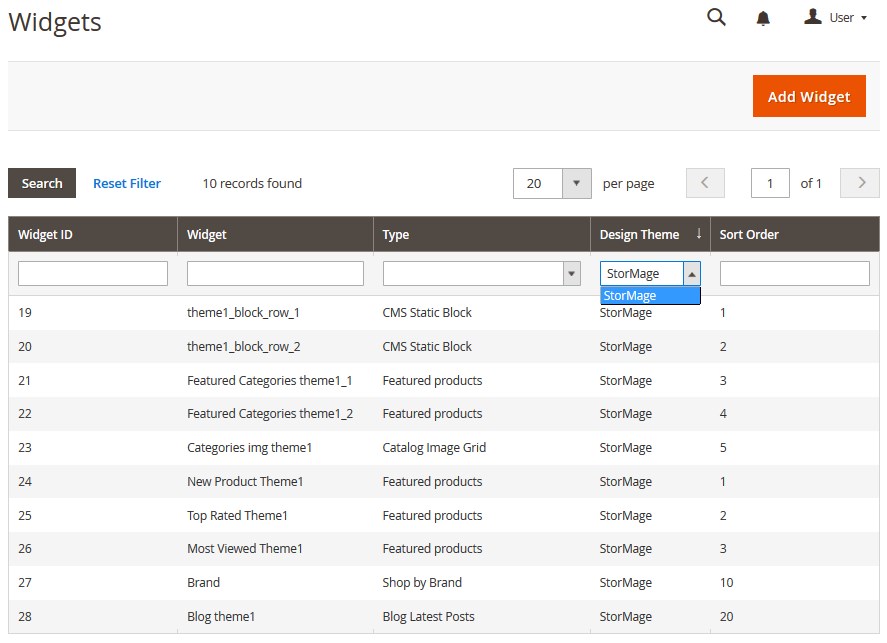 Widgets
User
Add Widget
Search Reset Filter 10 records found 20 per page 1 of 1
Widget ID Widget Type Design Theme ↓ Sort Order
StorMage
StorMage
19 theme1_block_row_1 CMS Static Block StorMage 1
20 theme1_block_row_2 CMS Static Block StorMage 2
21 Featured Categories theme1_1 Featured products StorMage 3
22 Featured Categories theme1_2 Featured products StorMage 4
23 Categories img theme1 Catalog Image Grid StorMage 5
24 New Product Theme1 Featured products StorMage 1
25 Top Rated Theme1 Featured products StorMage 2
26 Most Viewed Theme1 Featured products StorMage 3
27 Brand Shop by Brand StorMage 10
28 Blog theme1 Blog Latest Posts StorMage 20